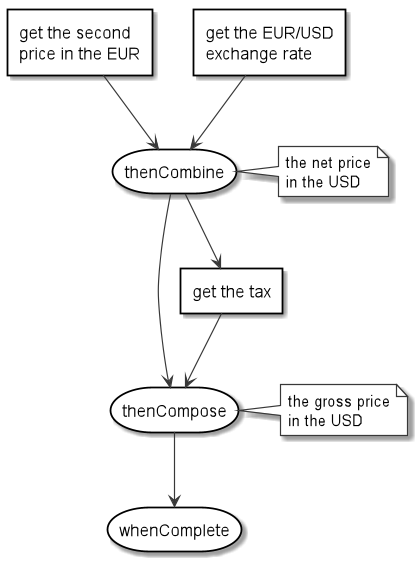 get the second
price in the EUR
get the EUR/USD
exchange rate
thenCombine
the net price
in the USD
get the tax
thenCompose
the gross price
in the USD
whenComplete